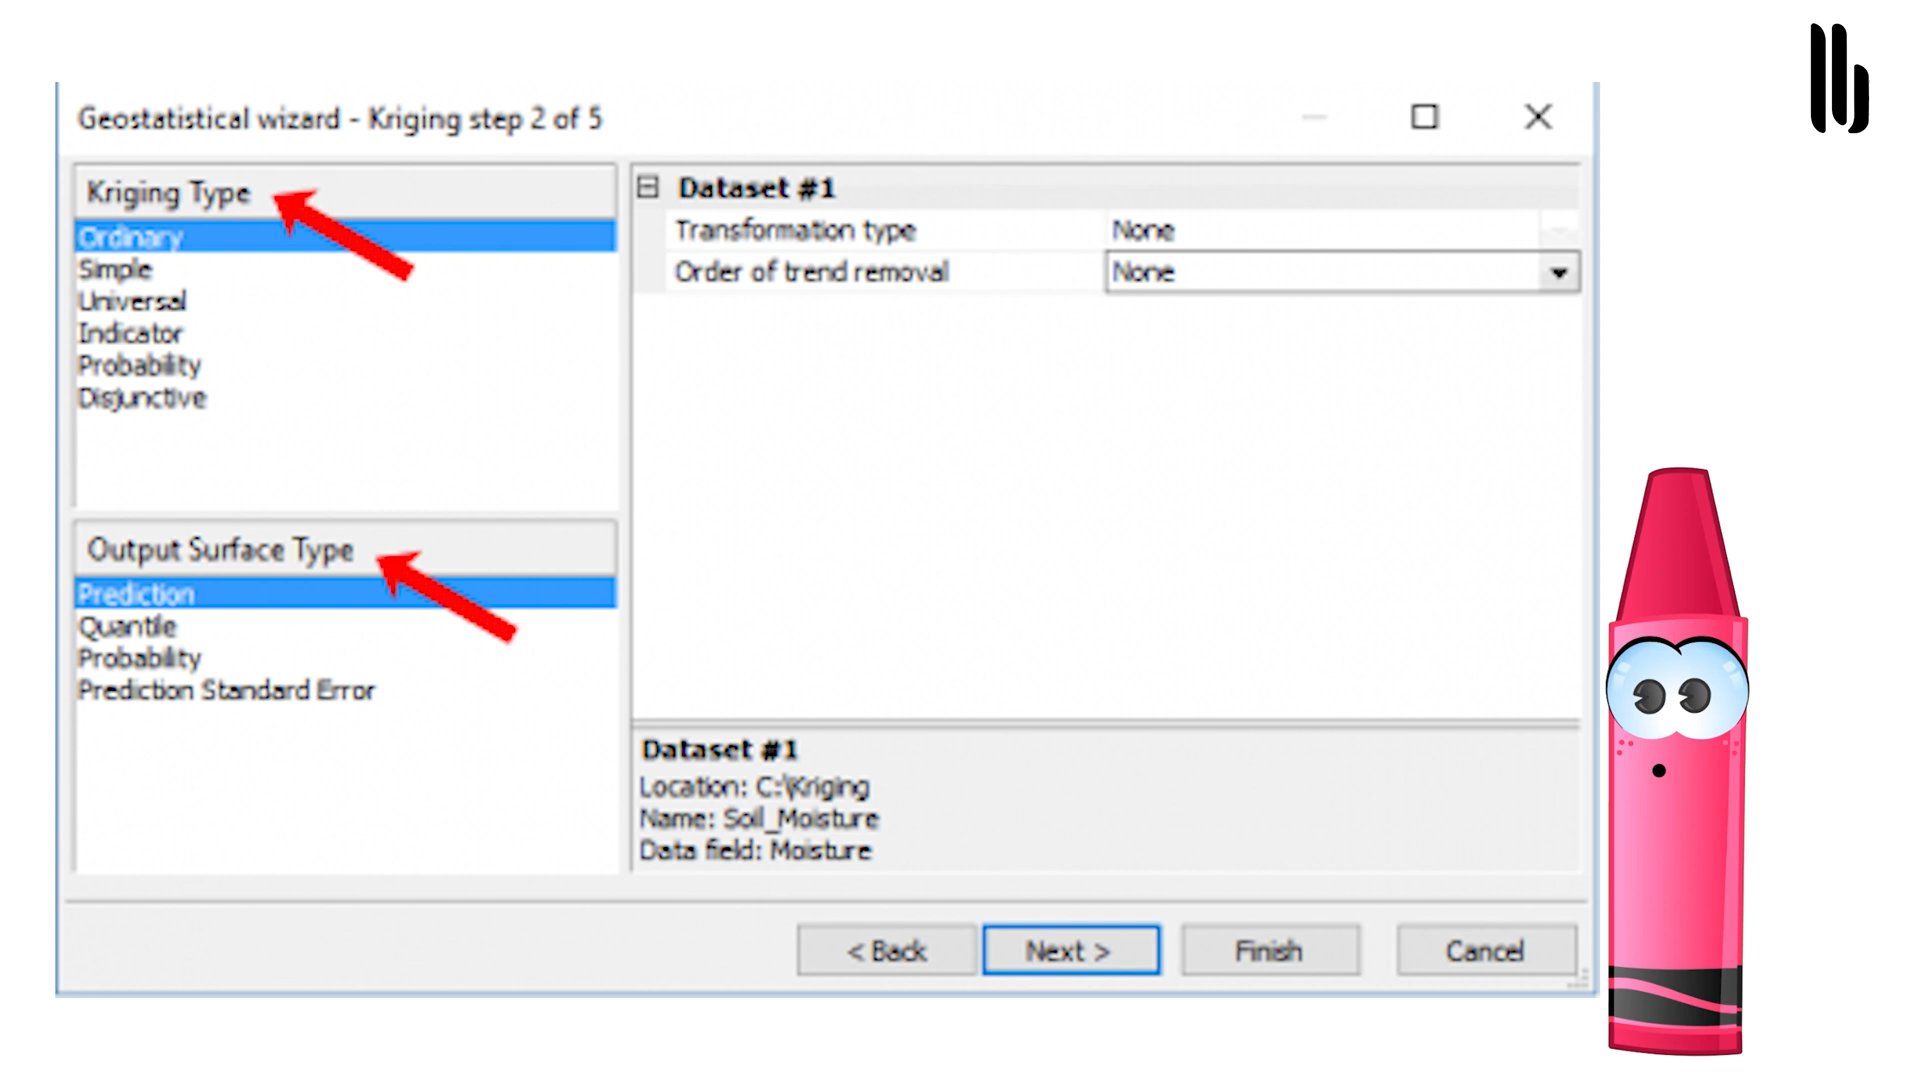 Geostatistical wizard - Kriging step 2 of 5
Kriging Type
Ordinary
Simple
Universal
Indicator
Probability
Disjunctive
Output Surface Type
Prediction
Quantile
Probability
Prediction Standard Error
Dataset #1
Transformation type None
Order of trend removal None
Dataset #1
Location: C:\Kriging
Name: Soil_Moisture
Data field: Moisture
< Back Next > Finish Cancel